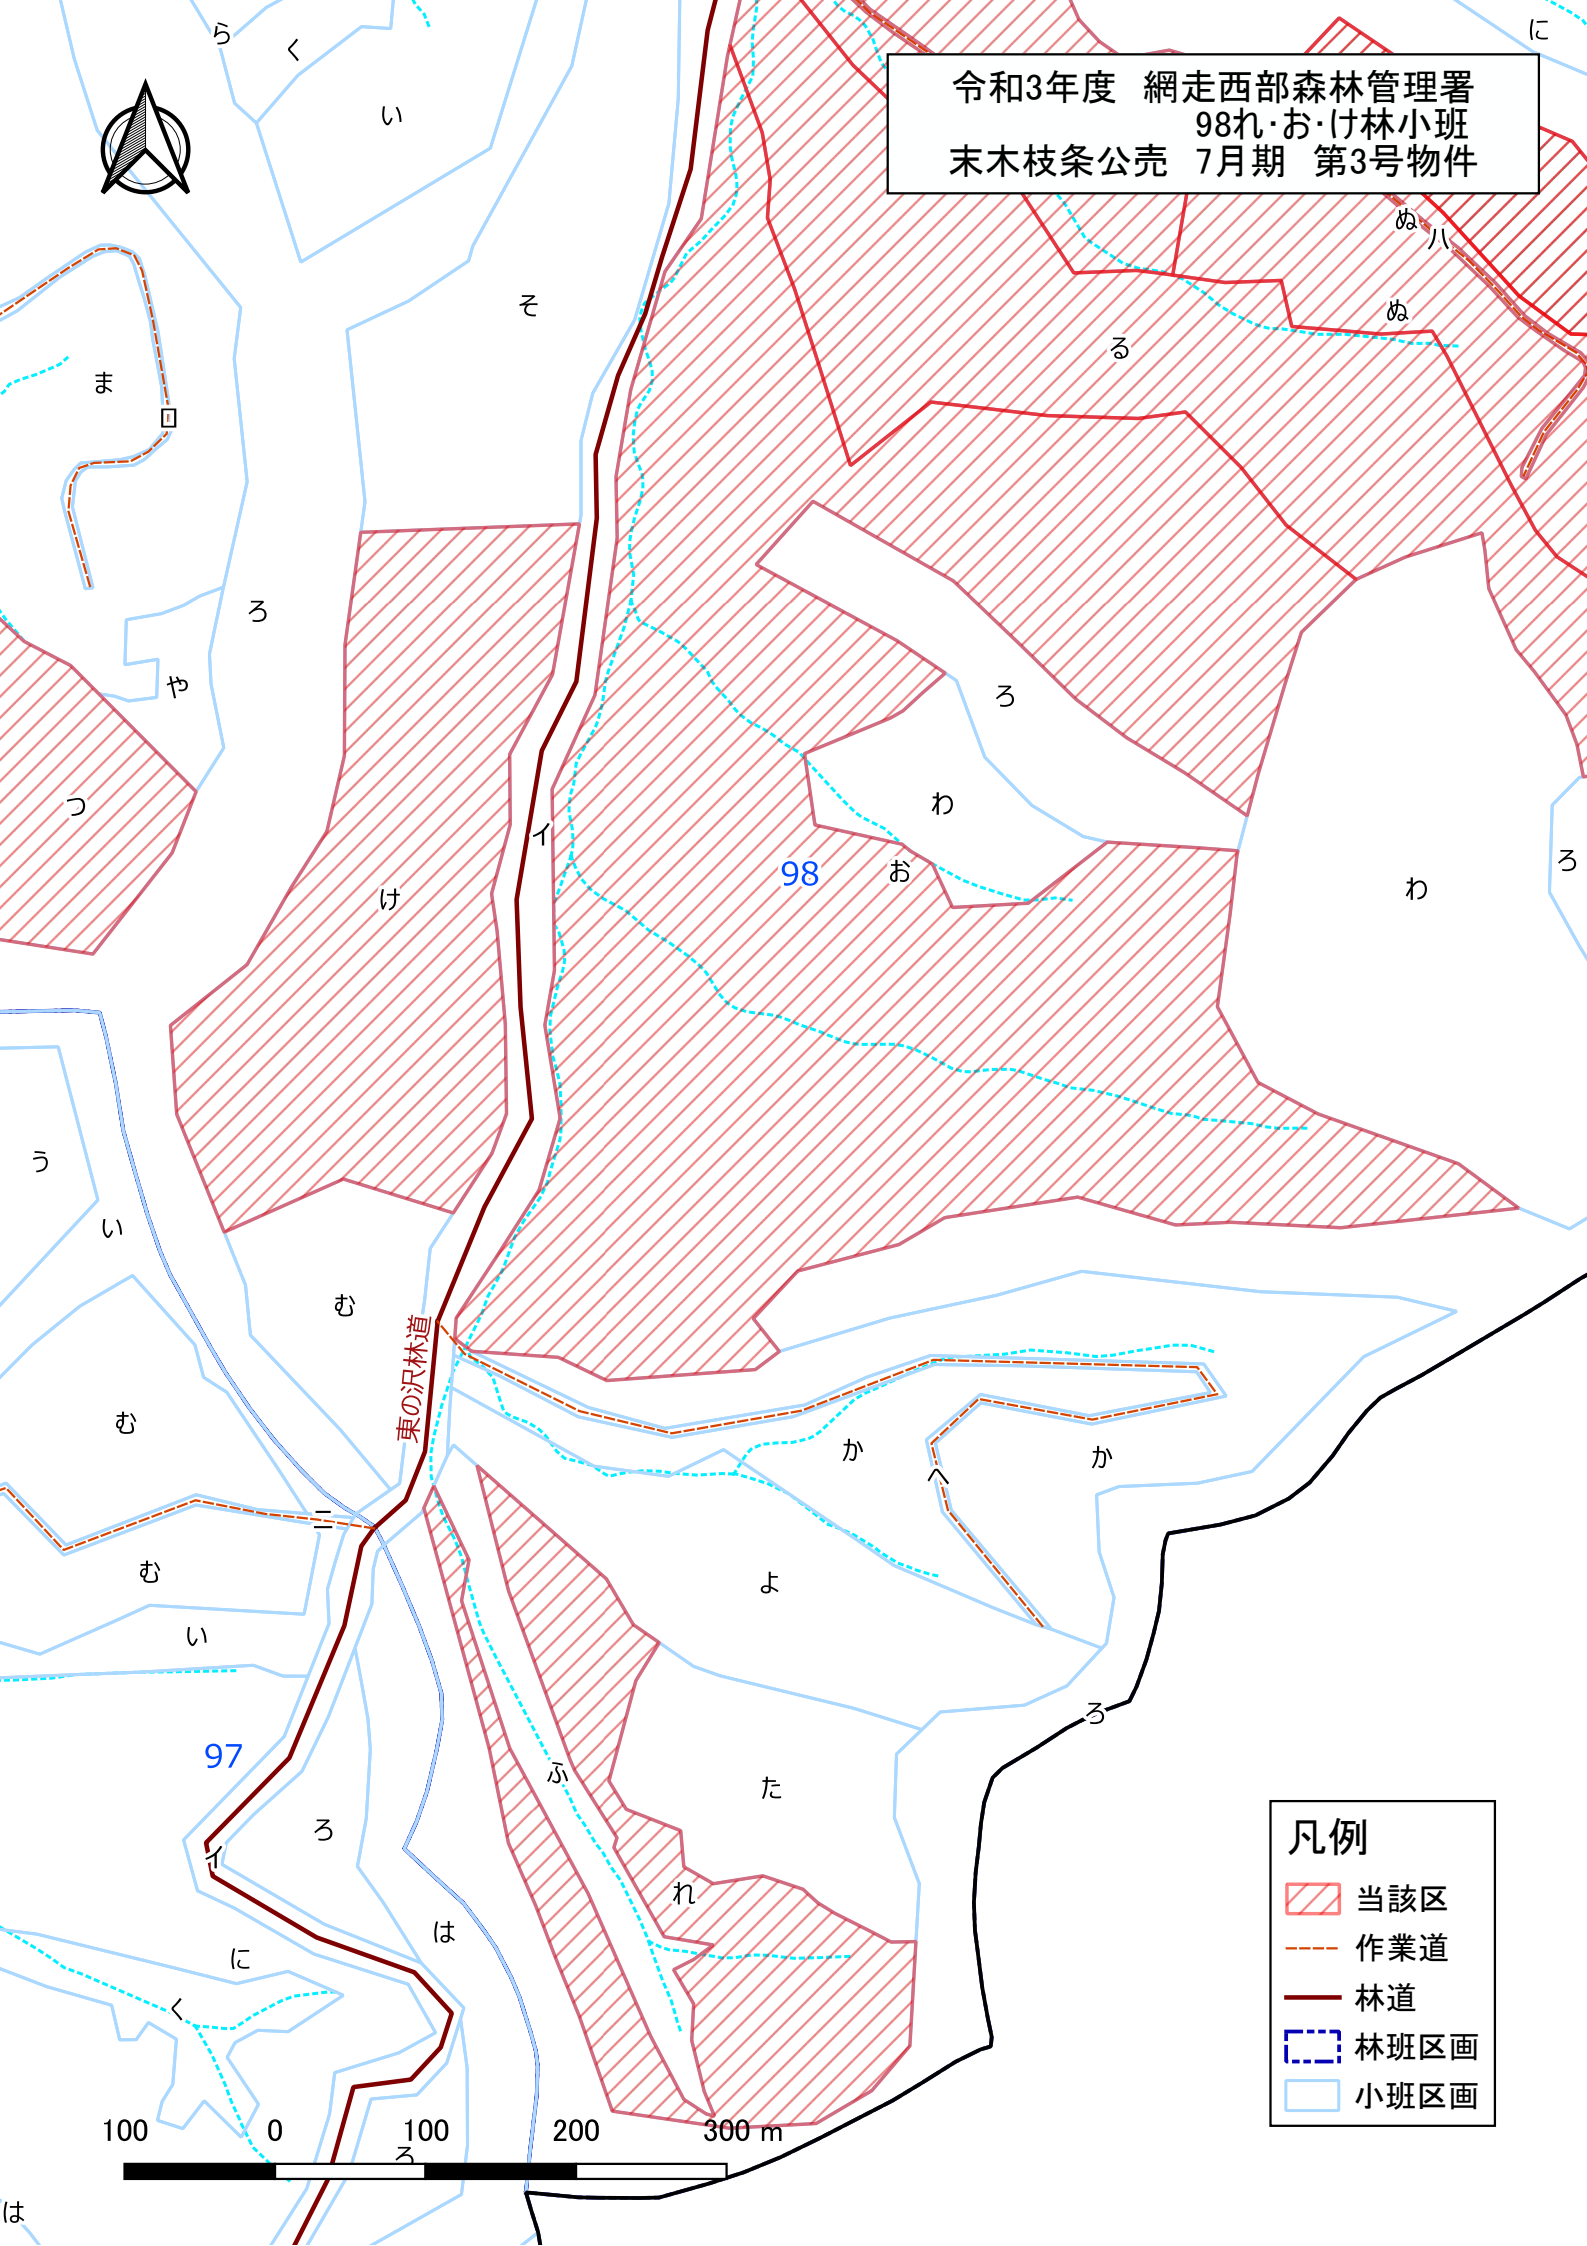 令和3年度 網走西部森林管理署
98れ･お･け林小班
末木枝条公売 7月期 第3号物件
ら
く
い
に
そ
ぬ
ハ
ぬ
る
ま
ロ
ろ
や
ろ
つ
わ
イ
98
お
け
わ
ろ
う
い
む
東の沢林道
む
か
か
ヘ
ニ
む
よ
い
ろ
97
ふ
た
ろ
イ
れ
は
に
く
凡例
当該区
作業道
林道
林班区画
小班区画
100 0 100 200 300 m
ろ
は